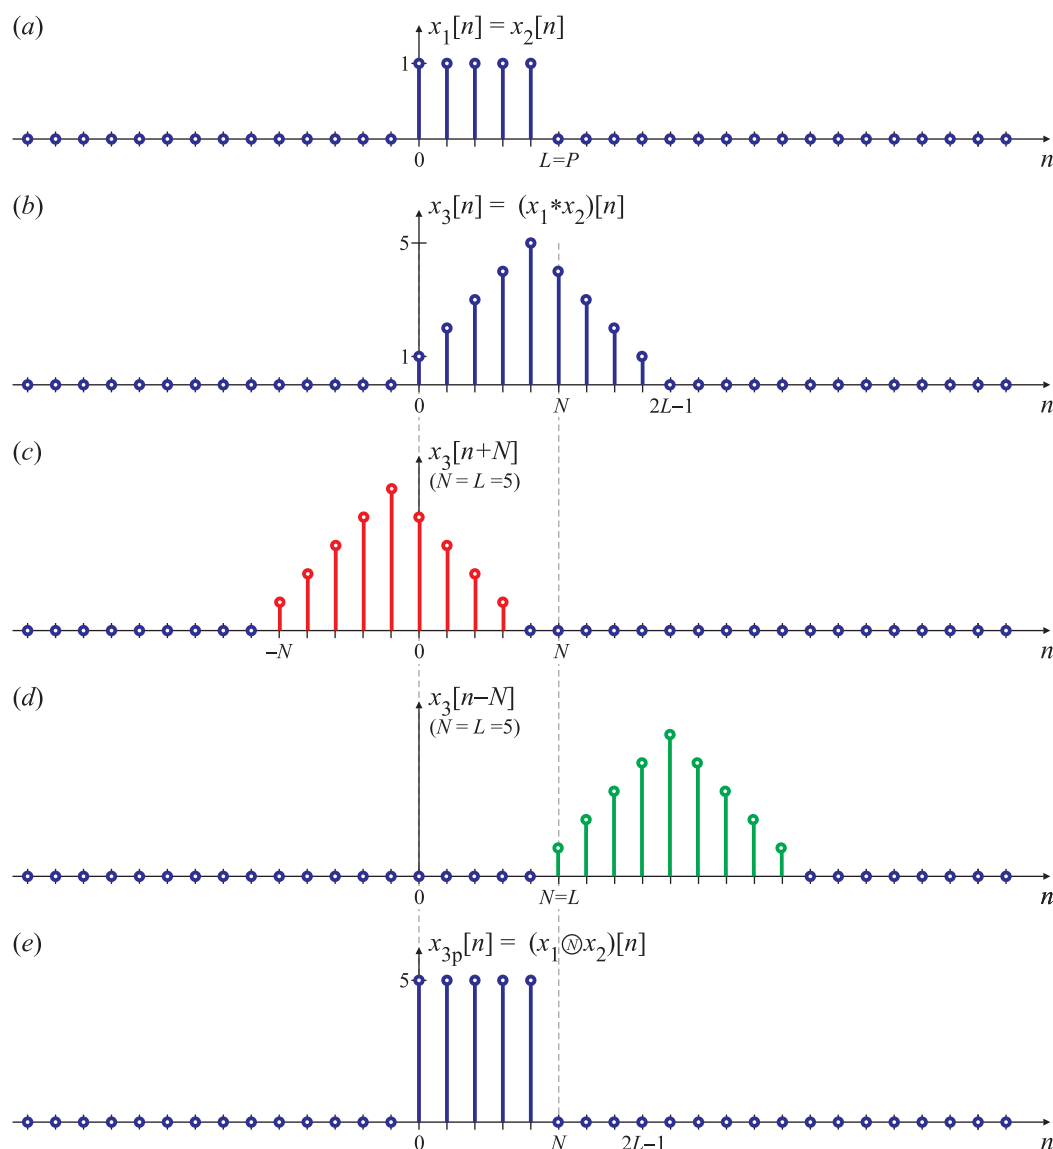 (a) x₁[n] = x₂[n]
1
0 L=P n
(b) x₃[n] = (x₁*x₂)[n]
5
1
0 N 2L−1 n
(c) x₃[n+N]
(N = L =5)
−N 0 N n
(d) x₃[n−N]
(N = L =5)
0 N=L n
(e) x₃ₚ[n] = (x₁Ⓝx₂)[n]
5
0 N 2L−1 n